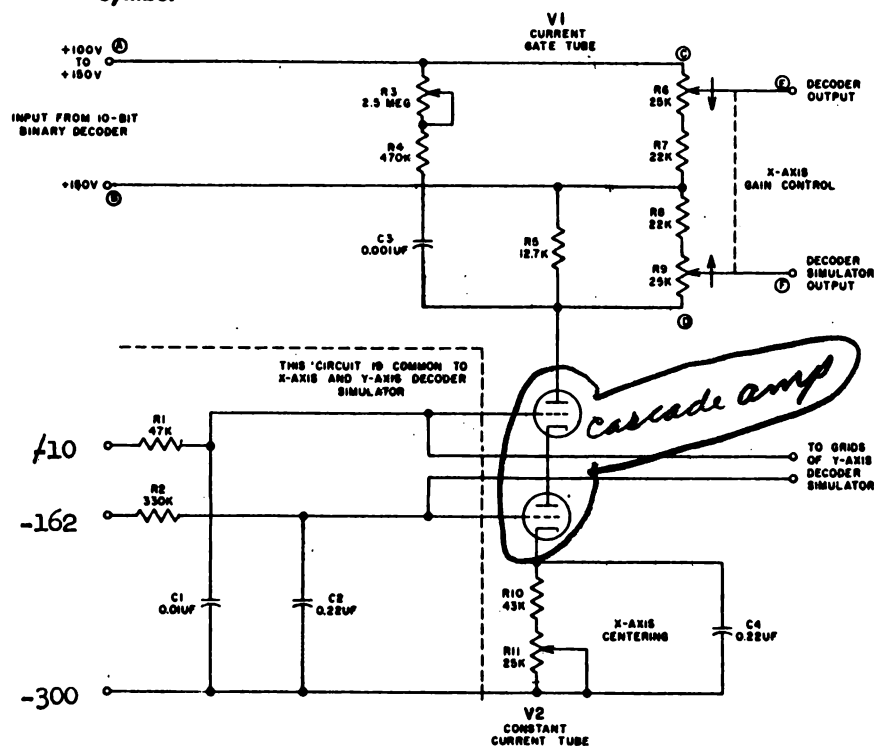 symbol
V1
CURRENT
GATE TUBE
+100V
TO
+150V
A
C
R3
2.5 MEG
R6
25K
E
DECODER
OUTPUT
INPUT FROM 10-BIT
BINARY DECODER
R4
470K
R7
22K
X-AXIS
GAIN CONTROL
+150V
B
C3
0.001UF
R5
12.7K
R8
22K
R9
25K
DECODER
SIMULATOR
OUTPUT
F
D
THIS CIRCUIT IS COMMON TO
X-AXIS AND Y-AXIS DECODER
SIMULATOR
cascade amp
R1
47K
-10
TO GRIDS
OF Y-AXIS
DECODER
SIMULATOR
R2
330K
-162
C1
0.01UF
C2
0.22UF
R10
43K
X-AXIS
CENTERING
C4
0.22UF
R11
25K
-300
V2
CONSTANT
CURRENT TUBE